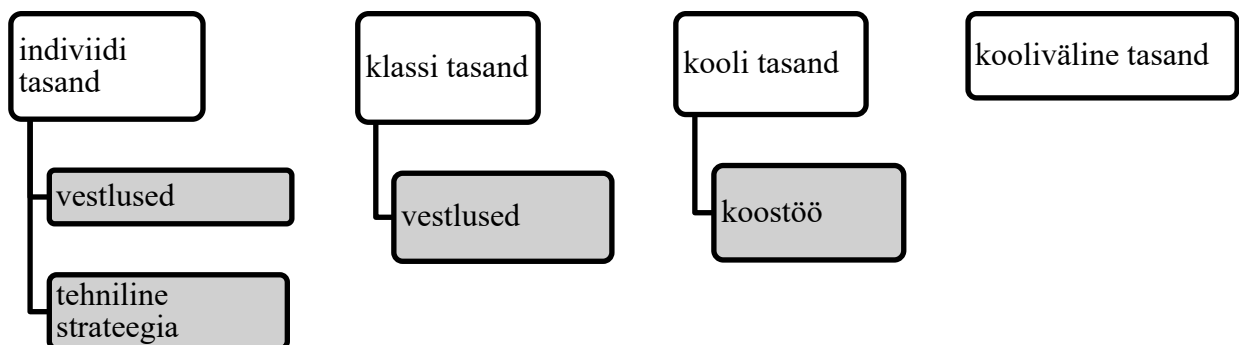 indiviidi
tasand
klassi tasand
kooli tasand
kooliväline tasand
vestlused
vestlused
koostöö
tehniline
strateegia